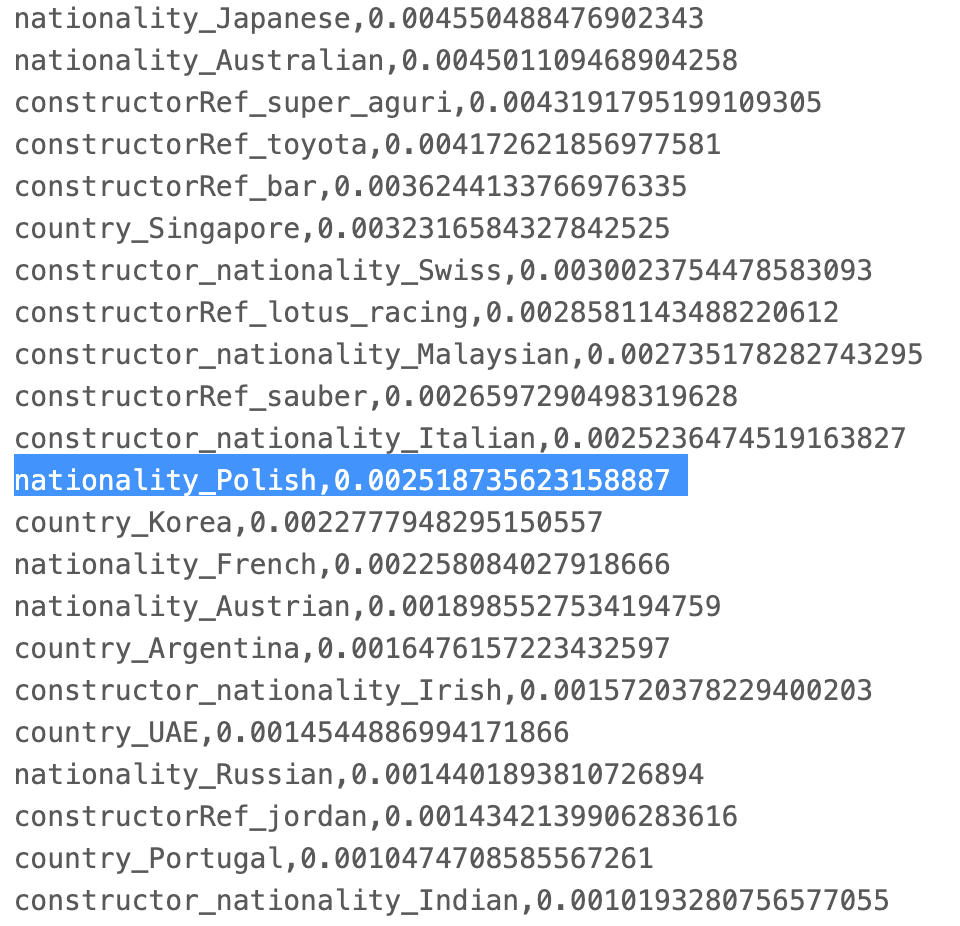 nationality_Japanese,0.004550488476902343
nationality_Australian,0.004501109468904258
constructorRef_super_aguri,0.0043191795199109305
constructorRef_toyota,0.004172621856977581
constructorRef_bar,0.0036244133766976335
country_Singapore,0.0032316584327842525
constructor_nationality_Swiss,0.0030023754478583093
constructorRef_lotus_racing,0.0028581143488220612
constructor_nationality_Malaysian,0.002735178282743295
constructorRef_sauber,0.0026597290498319628
constructor_nationality_Italian,0.0025236474519163827
nationality_Polish,0.002518735623158887
country_Korea,0.0022777948295150557
nationality_French,0.002258084027918666
nationality_Austrian,0.0018985527534194759
country_Argentina,0.0016476157223432597
constructor_nationality_Irish,0.0015720378229400203
country_UAE,0.0014544886994171866
nationality_Russian,0.0014401893810726894
constructorRef_jordan,0.0014342139906283616
country_Portugal,0.0010474708585567261
constructor_nationality_Indian,0.0010193280756577055